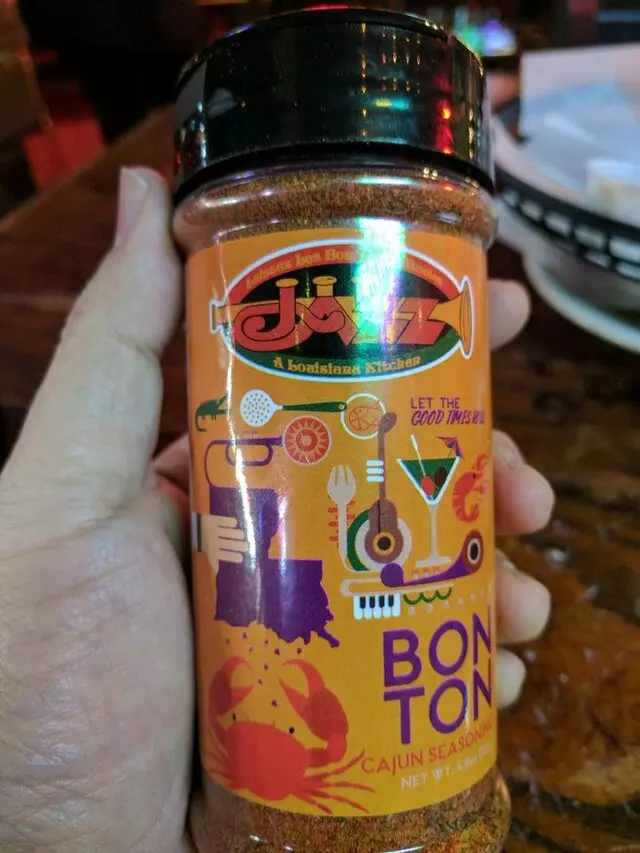 Jazz
A Louisiana Kitchen
LET THE
GOOD TIMES
BON
TON
CAJUN SEASONING
NET WT.